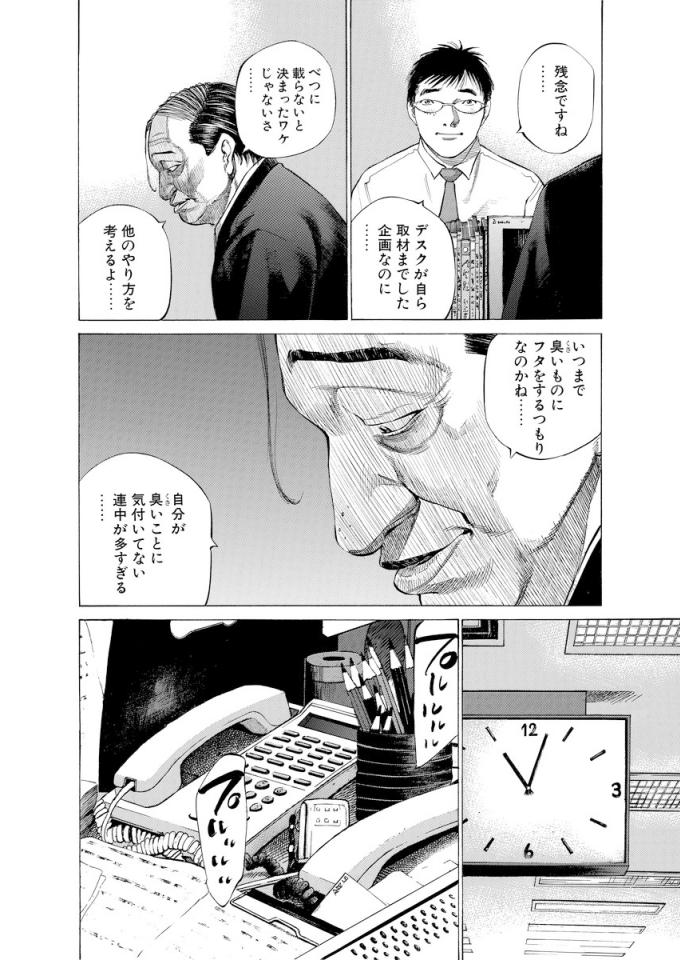 残念ですね
……
デスクが自ら
取材までした
企画なのに
……
べつに
載らないと
決まったワケ
じゃないさ
……
他のやり方を
考えるよ……
いつまで
臭いものに
フタをするつもり
なのかね……
自分が
臭いことに
気付いてない
連中が多すぎる
……
12
3
6
プルルルル
プルルルル